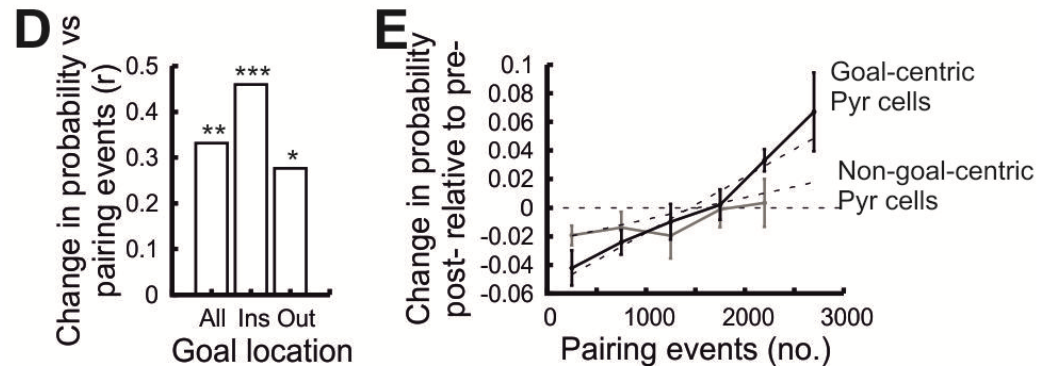 D
Change in probability vs
pairing events (r)
0.5
0.4
0.3
0.2
0.1
0
**
***
*
All Ins Out
Goal location
E
Change in probability
post- relative to pre-
0.1
0.08
0.06
0.04
0.02
0
-0.02
-0.04
-0.06
0 1000 2000 3000
Pairing events (no.)
Goal-centric
Pyr cells
Non-goal-centric
Pyr cells